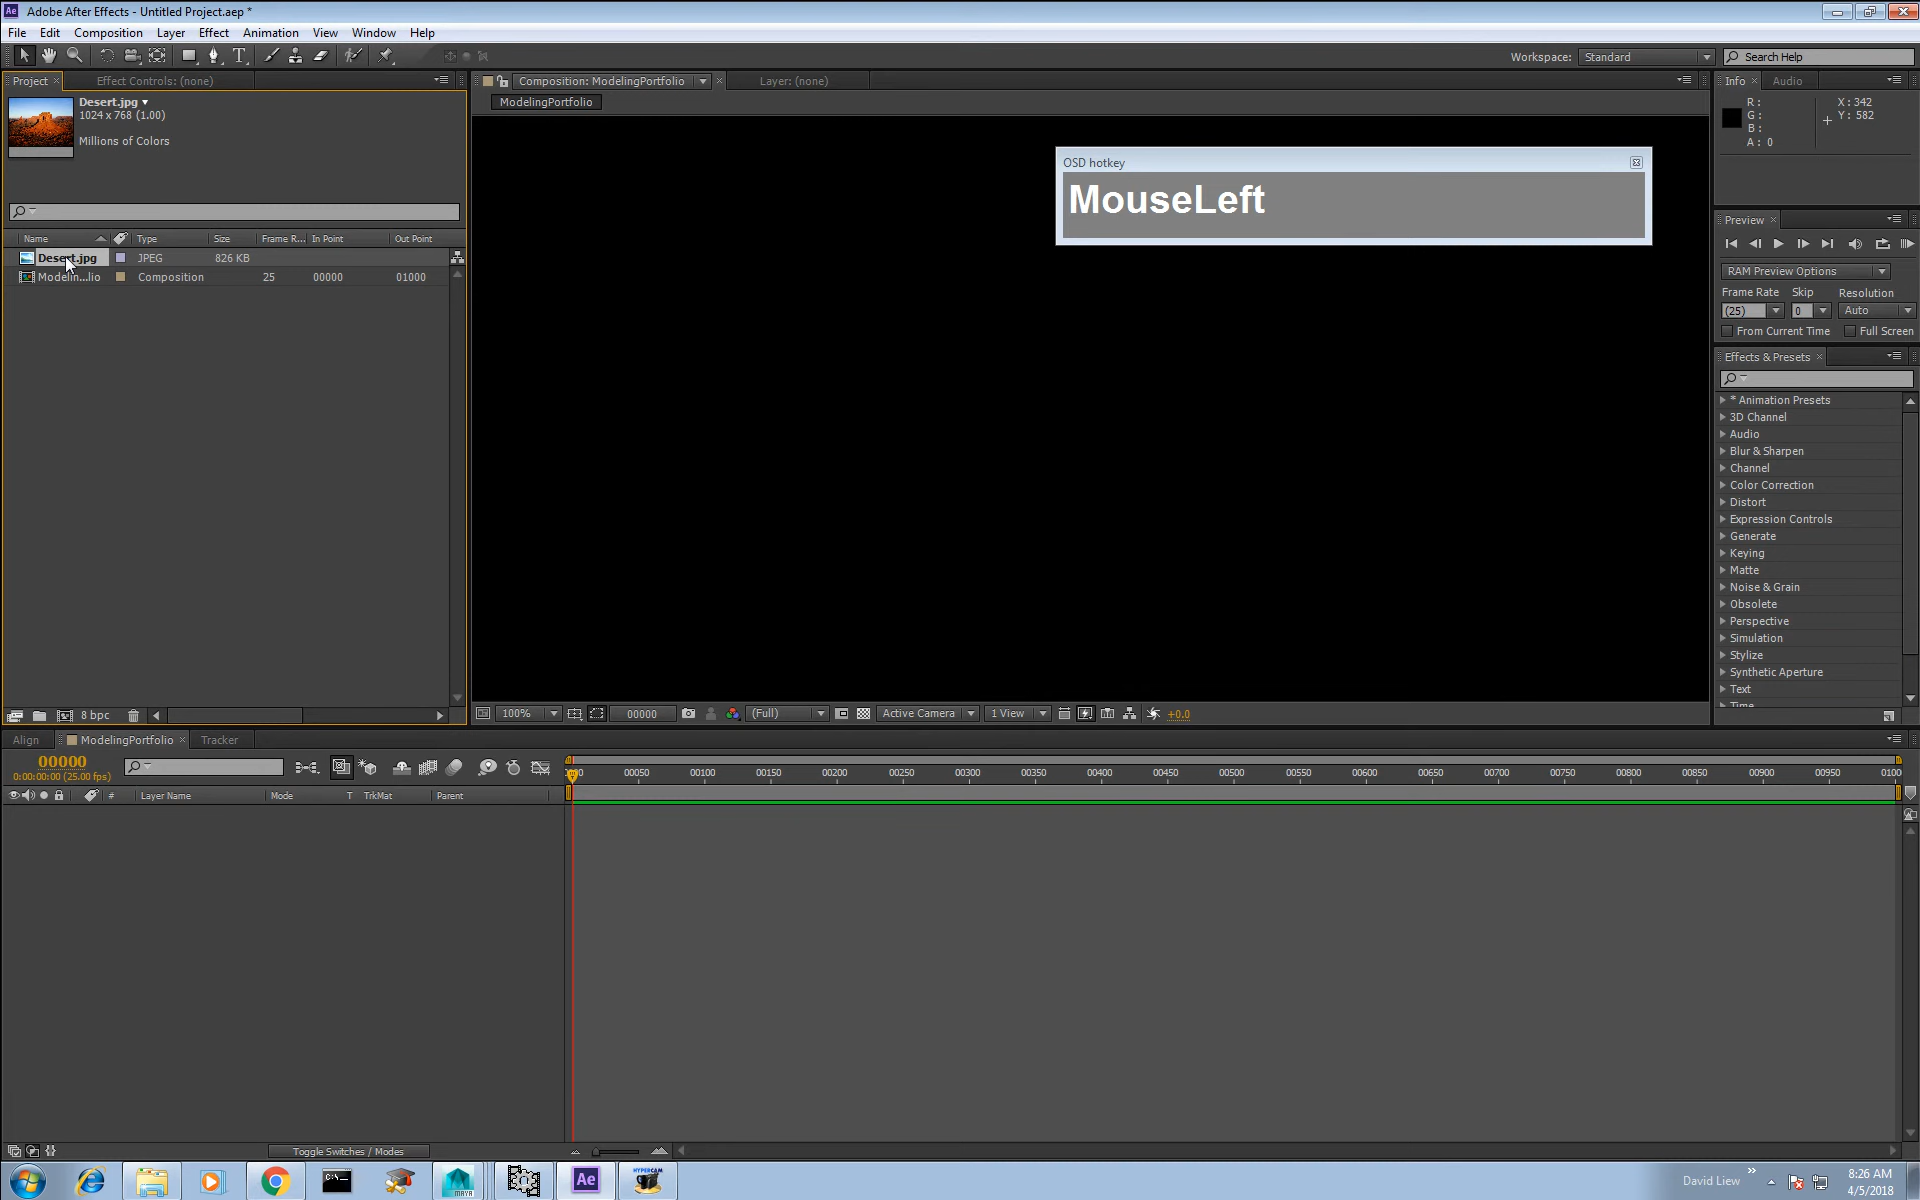 Adobe After Effects - Untitled Project.aep *
File Edit Composition Layer Effect Animation View Window Help
Workspace: Standard Search Help
Project Effect Controls: (none) Composition: ModelingPortfolio Layer: (none) Info Audio
Desert.jpg
1024 x 768 (1.00)
Millions of Colors
ModelingPortfolio
R: X: 342
G: Y: 582
B:
A: 0
OSD hotkey
MouseLeft
Name Type Size Frame R... In Point Out Point
Desert.jpg JPEG 826 KB
Modelin...lio Composition 25 00000 01000
Preview
RAM Preview Options
Frame Rate Skip Resolution
(25) 0 Auto
From Current Time Full Screen
Effects & Presets
* Animation Presets
3D Channel
Audio
Blur & Sharpen
Channel
Color Correction
Distort
Expression Controls
Generate
Keying
Matte
Noise & Grain
Obsolete
Perspective
Simulation
Stylize
Synthetic Aperture
Text
Time
8 bpc 100% 00000 (Full) Active Camera 1 View +0.0
Align ModelingPortfolio Tracker
00000
0:00:00:00 (25.00 fps)
00050 00100 00150 00200 00250 00300 00350 00400 00450 00500 00550 00600 00650 00700 00750 00800 00850 00900 00950 0100
# Layer Name Mode T TrkMat Parent
Toggle Switches / Modes
MAYA
Ae
HYPERCAM
David Liew
8:26 AM
4/5/2018